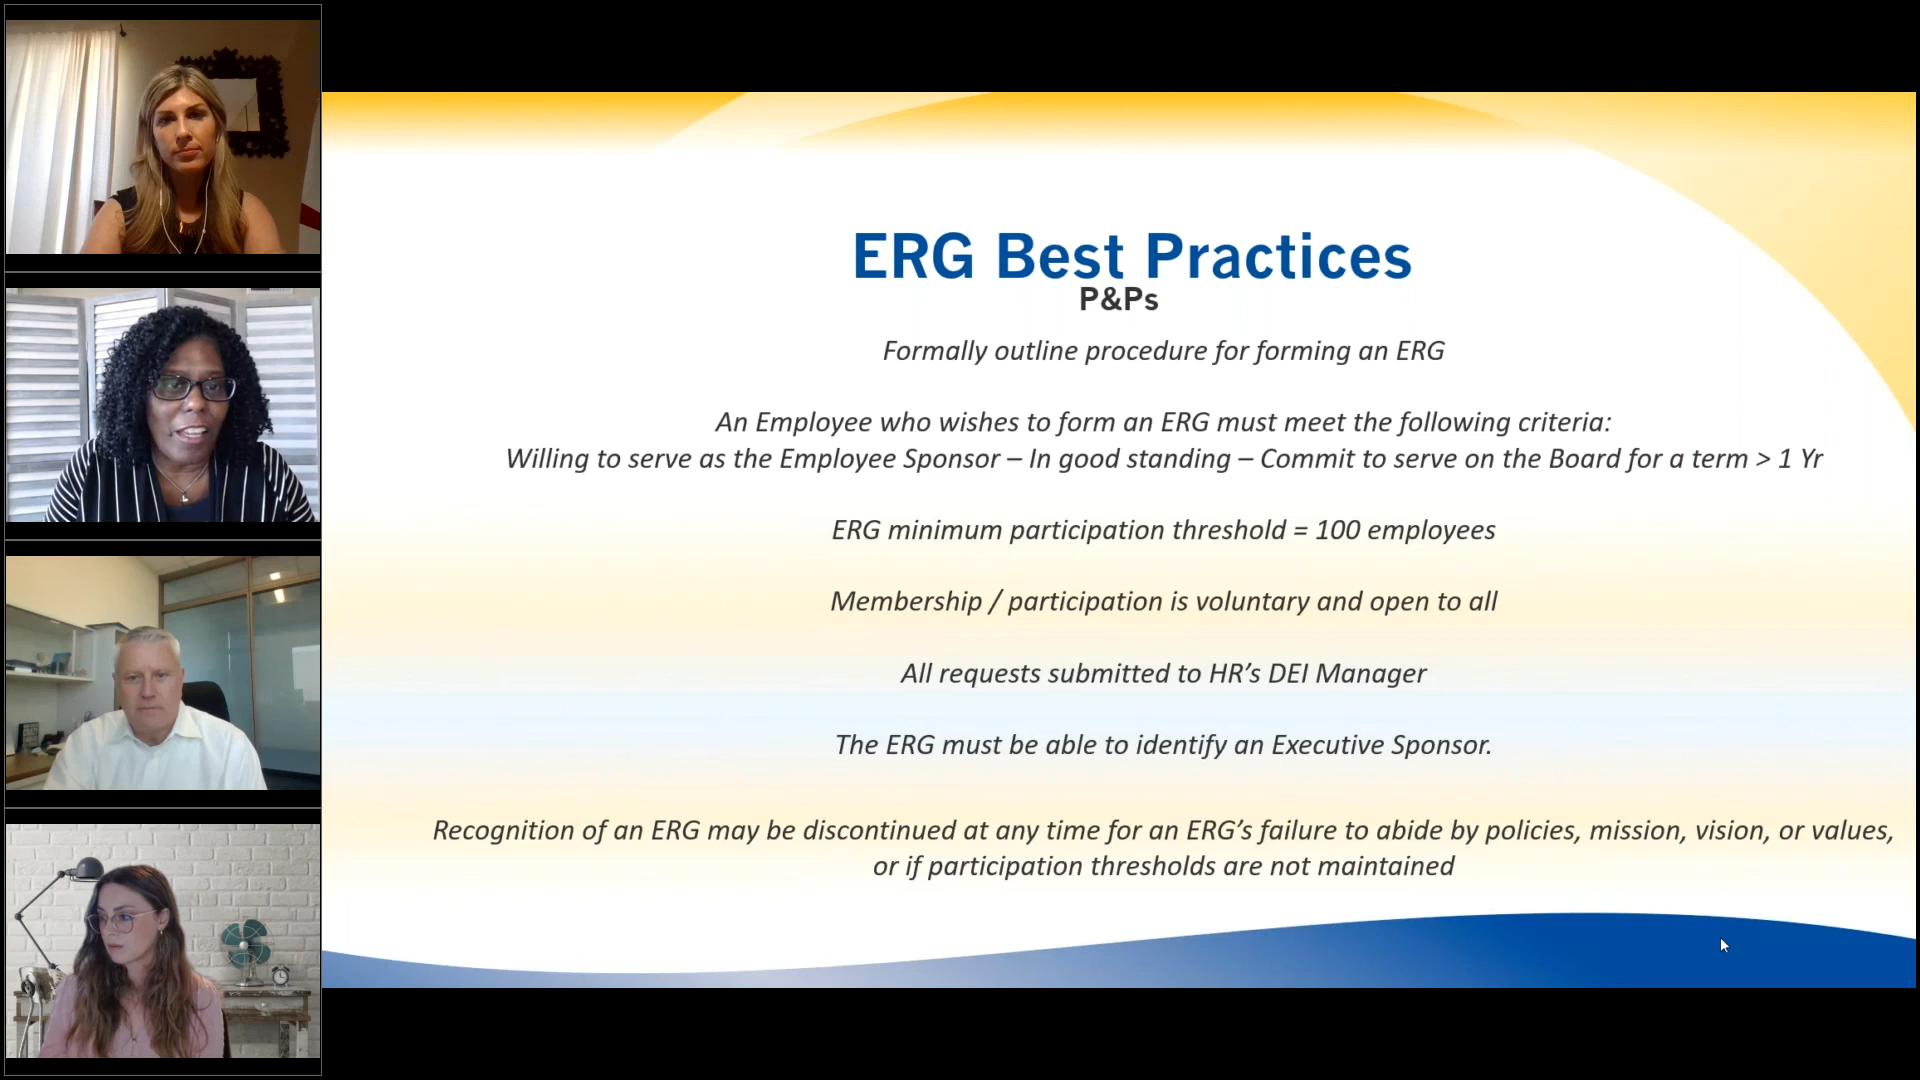 ERG Best Practices
P&Ps
Formally outline procedure for forming an ERG
An Employee who wishes to form an ERG must meet the following criteria:
Willing to serve as the Employee Sponsor – In good standing – Commit to serve on the Board for a term > 1 Yr
ERG minimum participation threshold = 100 employees
Membership / participation is voluntary and open to all
All requests submitted to HR’s DEI Manager
The ERG must be able to identify an Executive Sponsor.
Recognition of an ERG may be discontinued at any time for an ERG’s failure to abide by policies, mission, vision, or values,
or if participation thresholds are not maintained